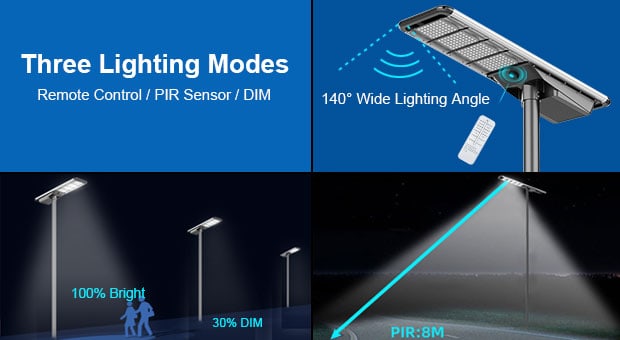 Three Lighting Modes
Remote Control / PIR Sensor / DIM
140° Wide Lighting Angle
100% Bright
30% DIM
PIR:8M